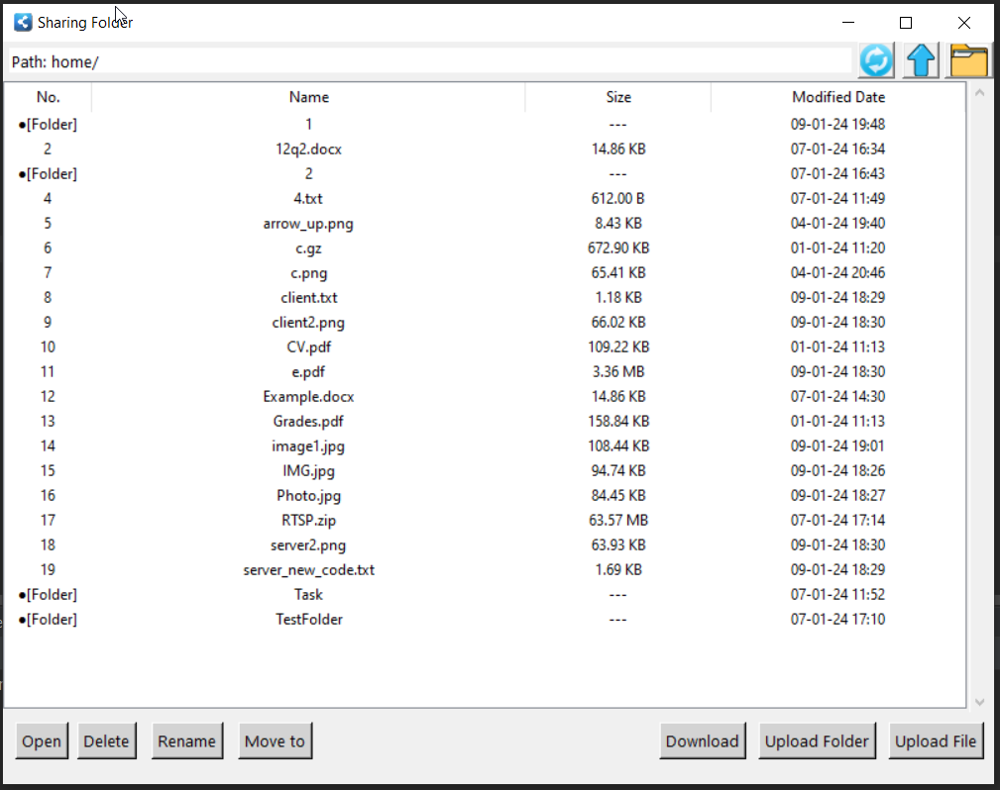 Sharing Folder
Path: home/
No. Name Size Modified Date
●[Folder] 1 --- 09-01-24 19:48
2 12q2.docx 14.86 KB 07-01-24 16:34
●[Folder] 2 --- 07-01-24 16:43
4 4.txt 612.00 B 07-01-24 11:49
5 arrow_up.png 8.43 KB 04-01-24 19:40
6 c.gz 672.90 KB 01-01-24 11:20
7 c.png 65.41 KB 04-01-24 20:46
8 client.txt 1.18 KB 09-01-24 18:29
9 client2.png 66.02 KB 09-01-24 18:30
10 CV.pdf 109.22 KB 01-01-24 11:13
11 e.pdf 3.36 MB 09-01-24 18:30
12 Example.docx 14.86 KB 07-01-24 14:30
13 Grades.pdf 158.84 KB 01-01-24 11:13
14 image1.jpg 108.44 KB 09-01-24 19:01
15 IMG.jpg 94.74 KB 09-01-24 18:26
16 Photo.jpg 84.45 KB 09-01-24 18:27
17 RTSP.zip 63.57 MB 07-01-24 17:14
18 server2.png 63.93 KB 09-01-24 18:30
19 server_new_code.txt 1.69 KB 09-01-24 18:29
●[Folder] Task --- 07-01-24 11:52
●[Folder] TestFolder --- 07-01-24 17:10
Open Delete Rename Move to Download Upload Folder Upload File